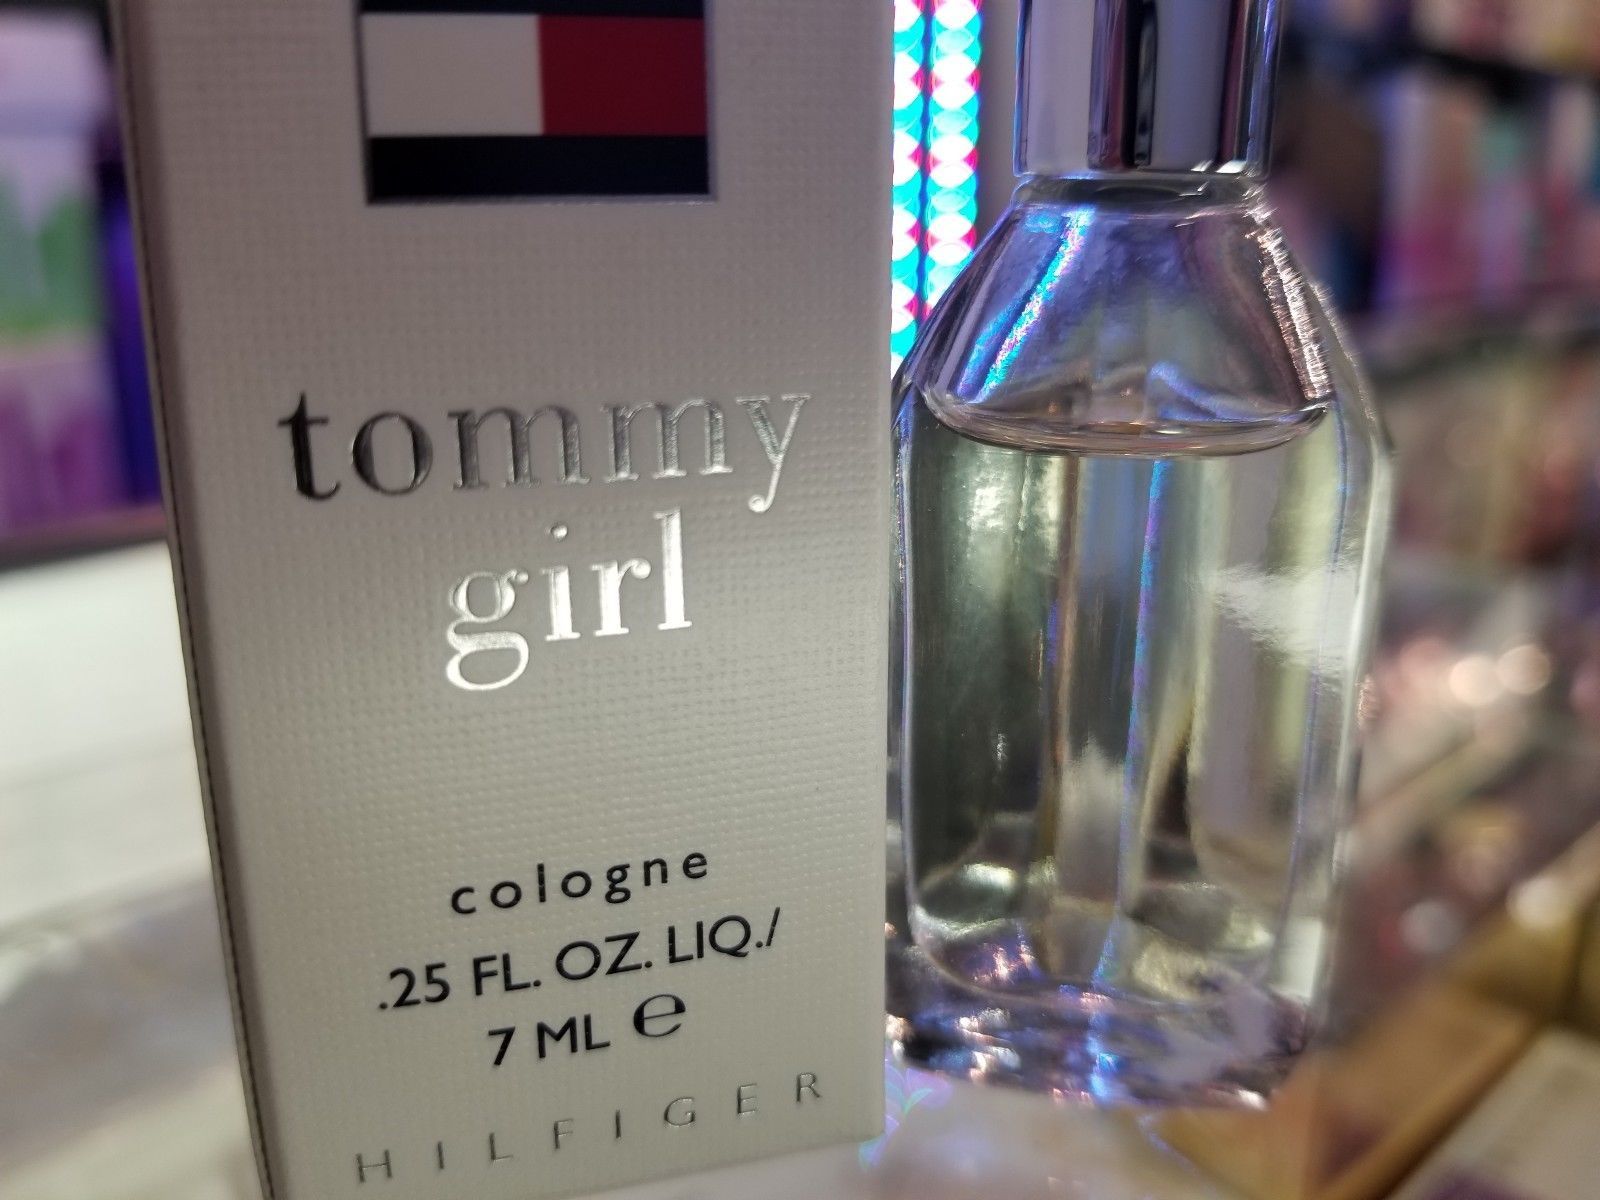 tommy
girl
cologne
.25 FL. OZ. LIQ./
7 ML ℮
HILFIGER